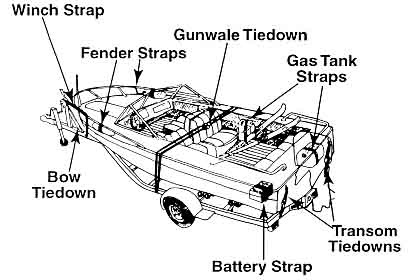 Winch Strap
Fender Straps
Gunwale Tiedown
Gas Tank
Straps
Bow
Tiedown
Transom
Tiedowns
Battery Strap